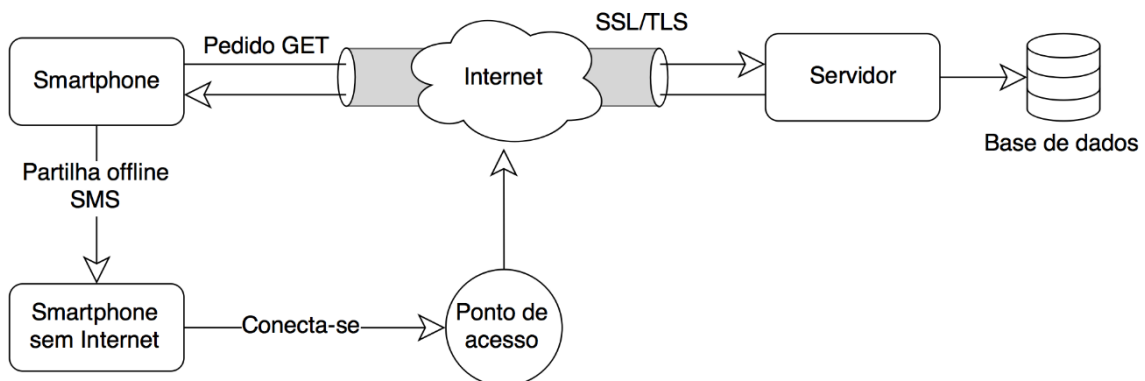 Smartphone
Pedido GET
Internet
SSL/TLS
Servidor
Base de dados
Partilha offline
SMS
Smartphone
sem Internet
Conecta-se
Ponto de
acesso